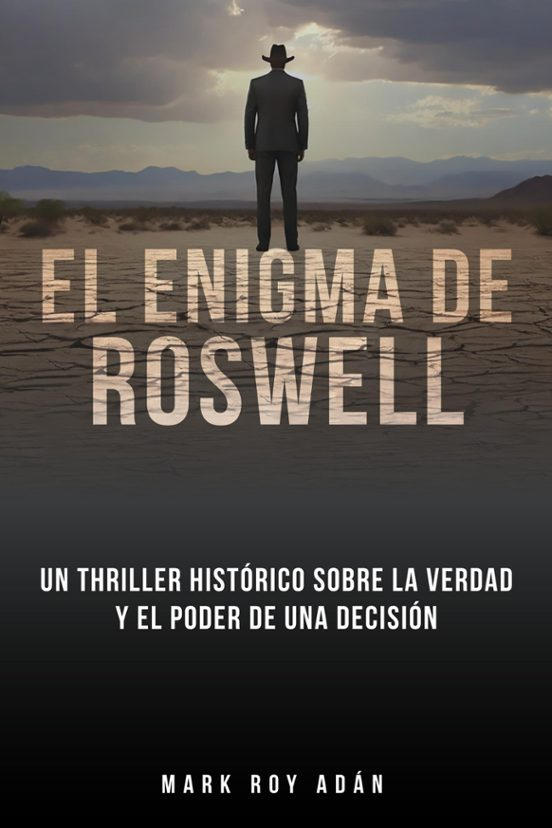 EL ENIGMA DE
ROSWELL
UN THRILLER HISTÓRICO SOBRE LA VERDAD
Y EL PODER DE UNA DECISIÓN
MARK ROY ADÁN